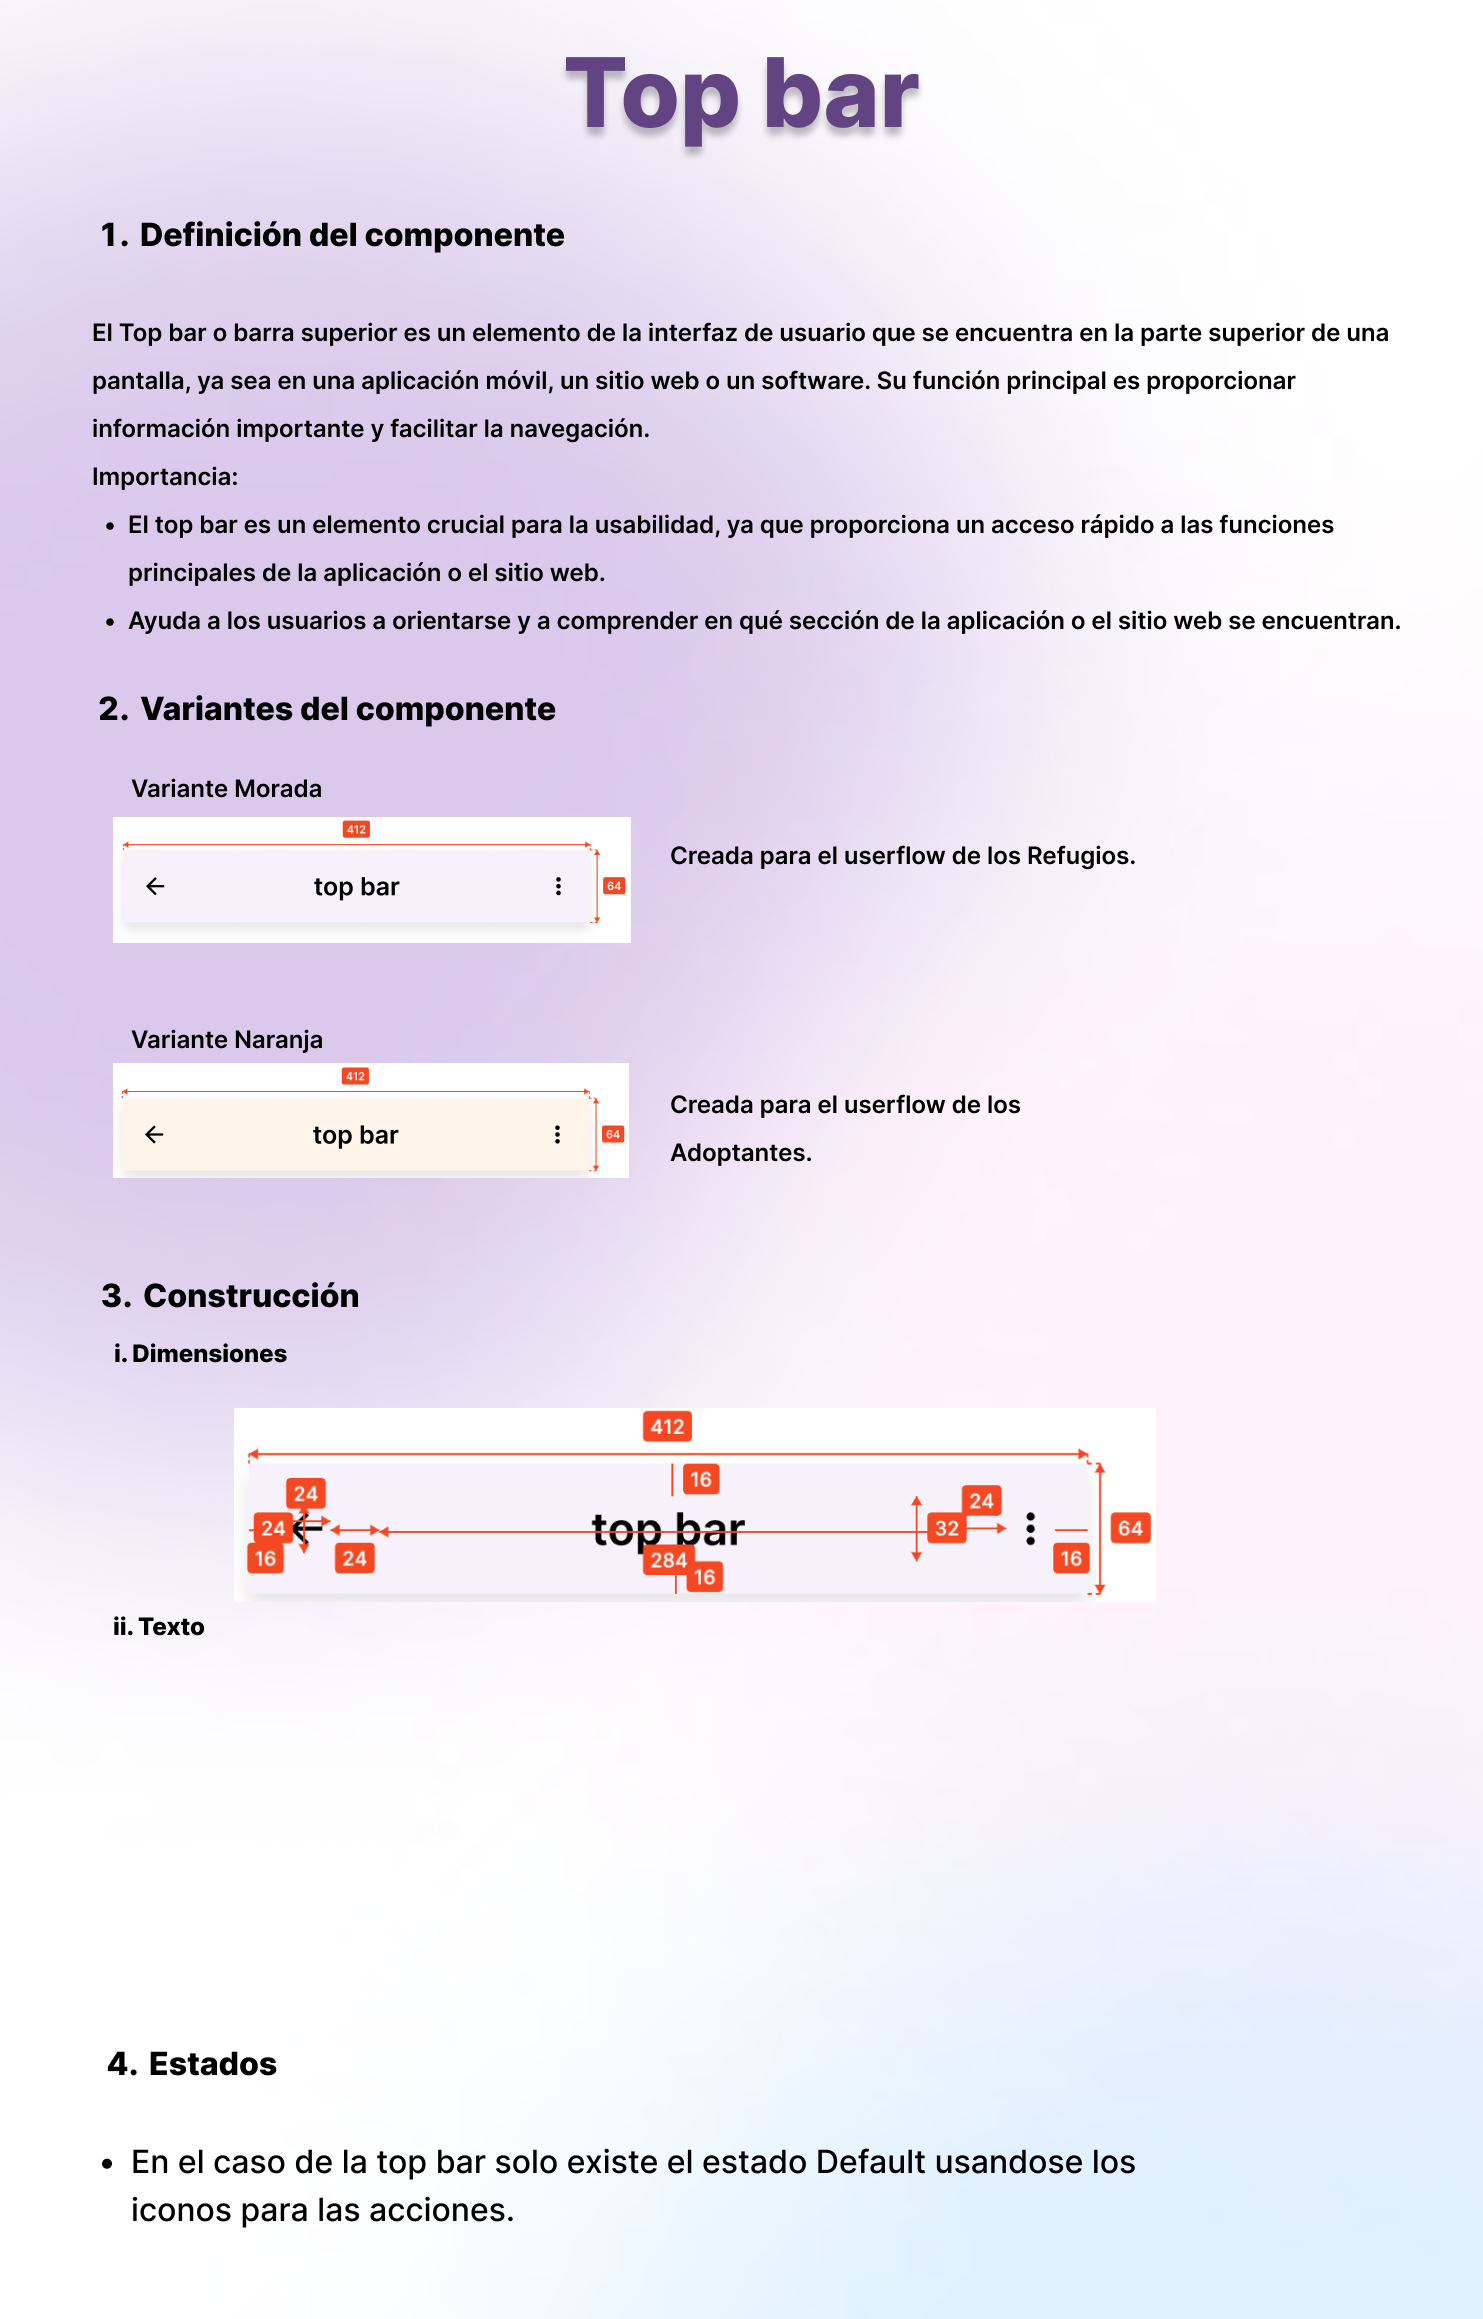 Top bar
1. Definición del componente
El Top bar o barra superior es un elemento de la interfaz de usuario que se encuentra en la parte superior de una
pantalla, ya sea en una aplicación móvil, un sitio web o un software. Su función principal es proporcionar
información importante y facilitar la navegación.
Importancia:
• El top bar es un elemento crucial para la usabilidad, ya que proporciona un acceso rápido a las funciones
principales de la aplicación o el sitio web.
• Ayuda a los usuarios a orientarse y a comprender en qué sección de la aplicación o el sitio web se encuentran.
2. Variantes del componente
Variante Morada
412
top bar
64
Creada para el userflow de los Refugios.
Variante Naranja
412
top bar
64
Creada para el userflow de los
Adoptantes.
3. Construcción
i. Dimensiones
412
16
24
24
24
top bar
32
64
16
24
284
16
16
ii. Texto
4. Estados
• En el caso de la top bar solo existe el estado Default usandose los
iconos para las acciones.